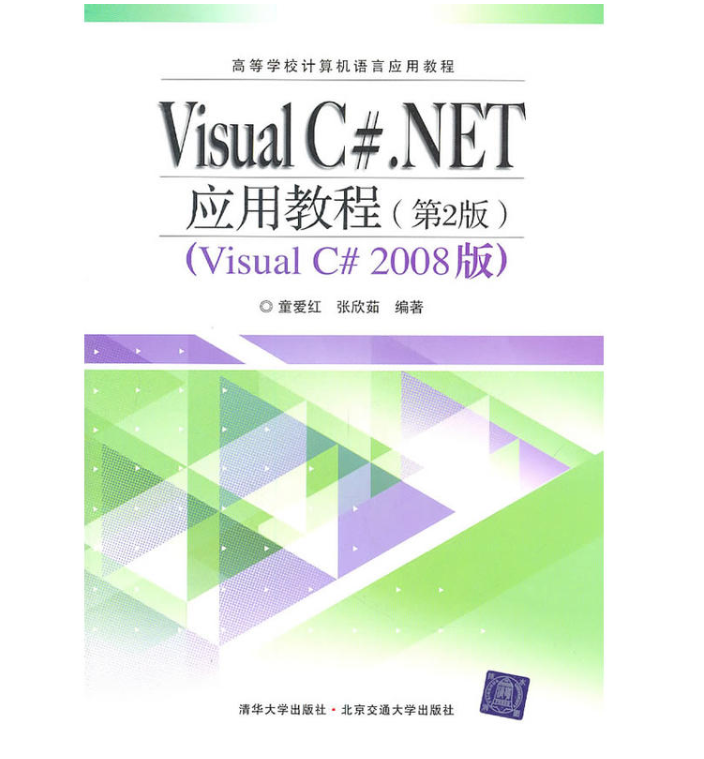 高等学校计算机语言应用教程
Visual C#.NET
应用教程（第2版）
(Visual C# 2008版)
◎ 童爱红 张欣茹 编著
清华大学出版社·北京交通大学出版社